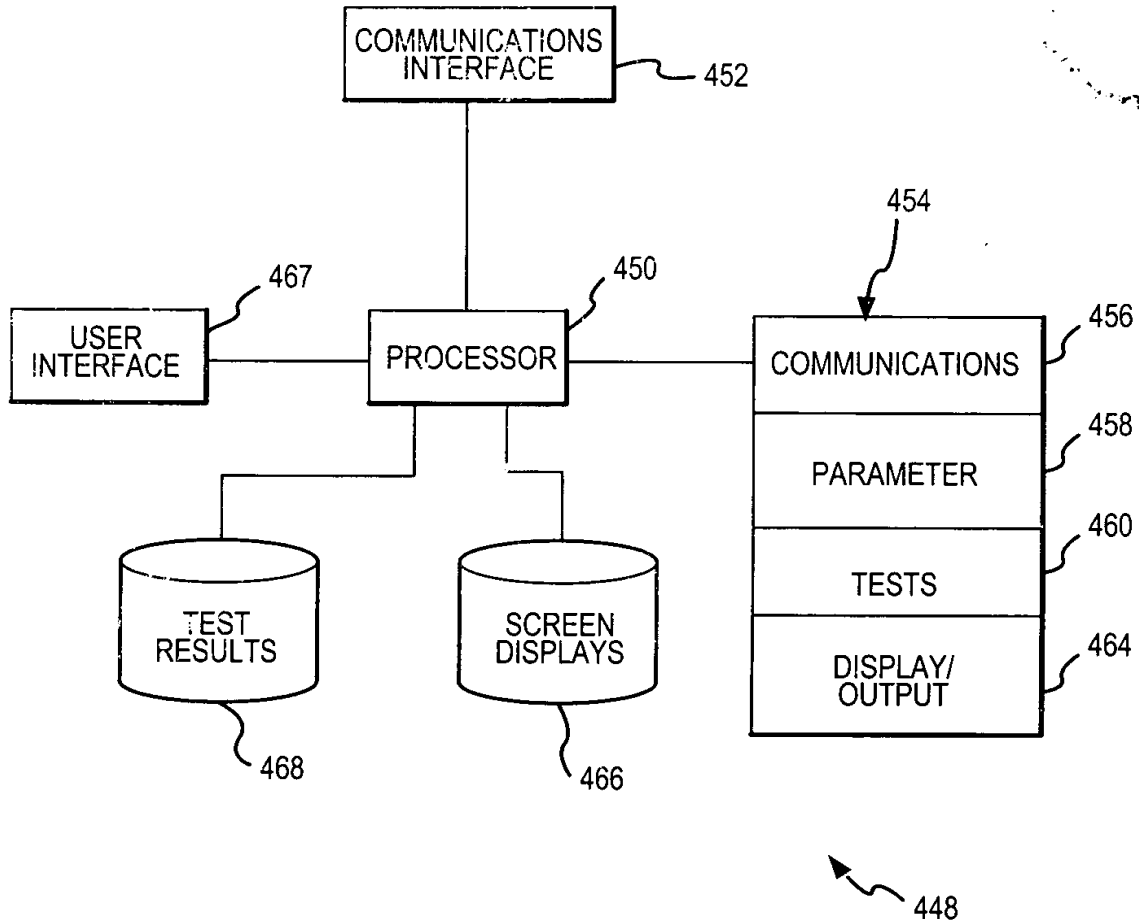 COMMUNICATIONS
INTERFACE
452
454
467
450
456
USER
INTERFACE
PROCESSOR
COMMUNICATIONS
458
PARAMETER
460
TESTS
TEST
RESULTS
SCREEN
DISPLAYS
464
DISPLAY/
OUTPUT
468
466
448